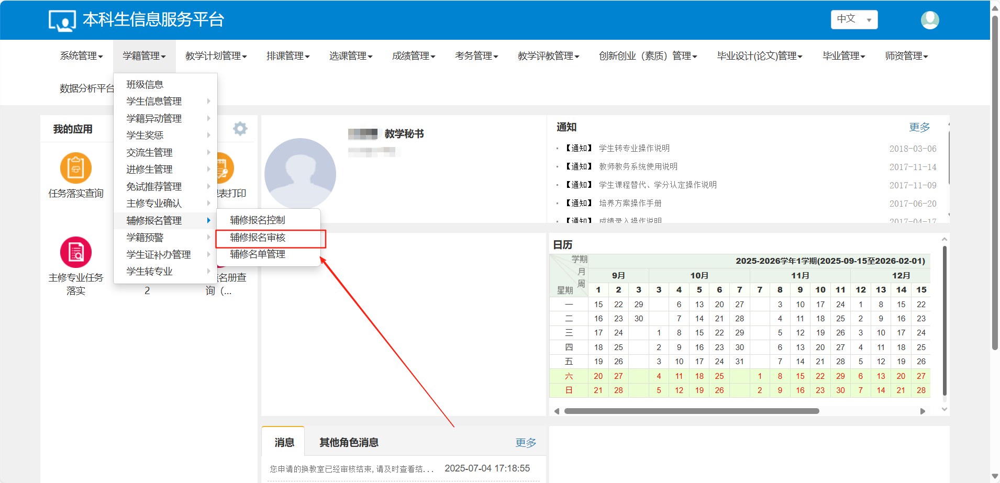 本科生信息服务平台
中文
系统管理 学籍管理 教学计划管理 排课管理 选课管理 成绩管理 考务管理 教学评教管理 创新创业（素质）管理 毕业设计(论文)管理 毕业管理 师资管理
数据分析平台
班级信息
学生信息管理
学籍异动管理
学生奖惩
交流生管理
进修生管理
免试推荐管理
主修专业确认
辅修报名管理
学籍预警
学生证补办管理
学生转专业
辅修报名控制
辅修报名审核
辅修名单管理
我的应用
任务落实查询
表打印
主修专业任务
落实
2
名册查
询（...
教学秘书
通知
更多
【通知】 学生转专业操作说明 2018-03-06
【通知】 教师教务系统使用说明 2017-11-14
【通知】 学生课程替代、学分认定操作说明 2017-11-09
【通知】 培养方案操作手册 2017-06-20
【通知】 成绩录入操作说明 2017-04-17
日历
学期 2025-2026学年1学期(2025-09-15至2026-02-01)
月 9月 10月 11月 12月
周 1 2 3 3 4 5 6 7 7 8 9 10 11 12 13 14 15
星期
一 15 22 29 6 13 20 27 3 10 17 24 1 8 15 22
二 16 23 30 7 14 21 28 4 11 18 25 2 9 16 23
三 17 24 1 8 15 22 29 5 12 19 26 3 10 17 24
四 18 25 2 9 16 23 30 6 13 20 27 4 11 18 25
五 19 26 3 10 17 24 31 7 14 21 28 5 12 19 26
六 20 27 4 11 18 25 1 8 15 22 29 6 13 20 27
日 21 28 5 12 19 26 2 9 16 23 30 7 14 21 28
消息 其他角色消息 更多
您申请的换教室已经审核结束,请及时查看结... 2025-07-04 17:18:55